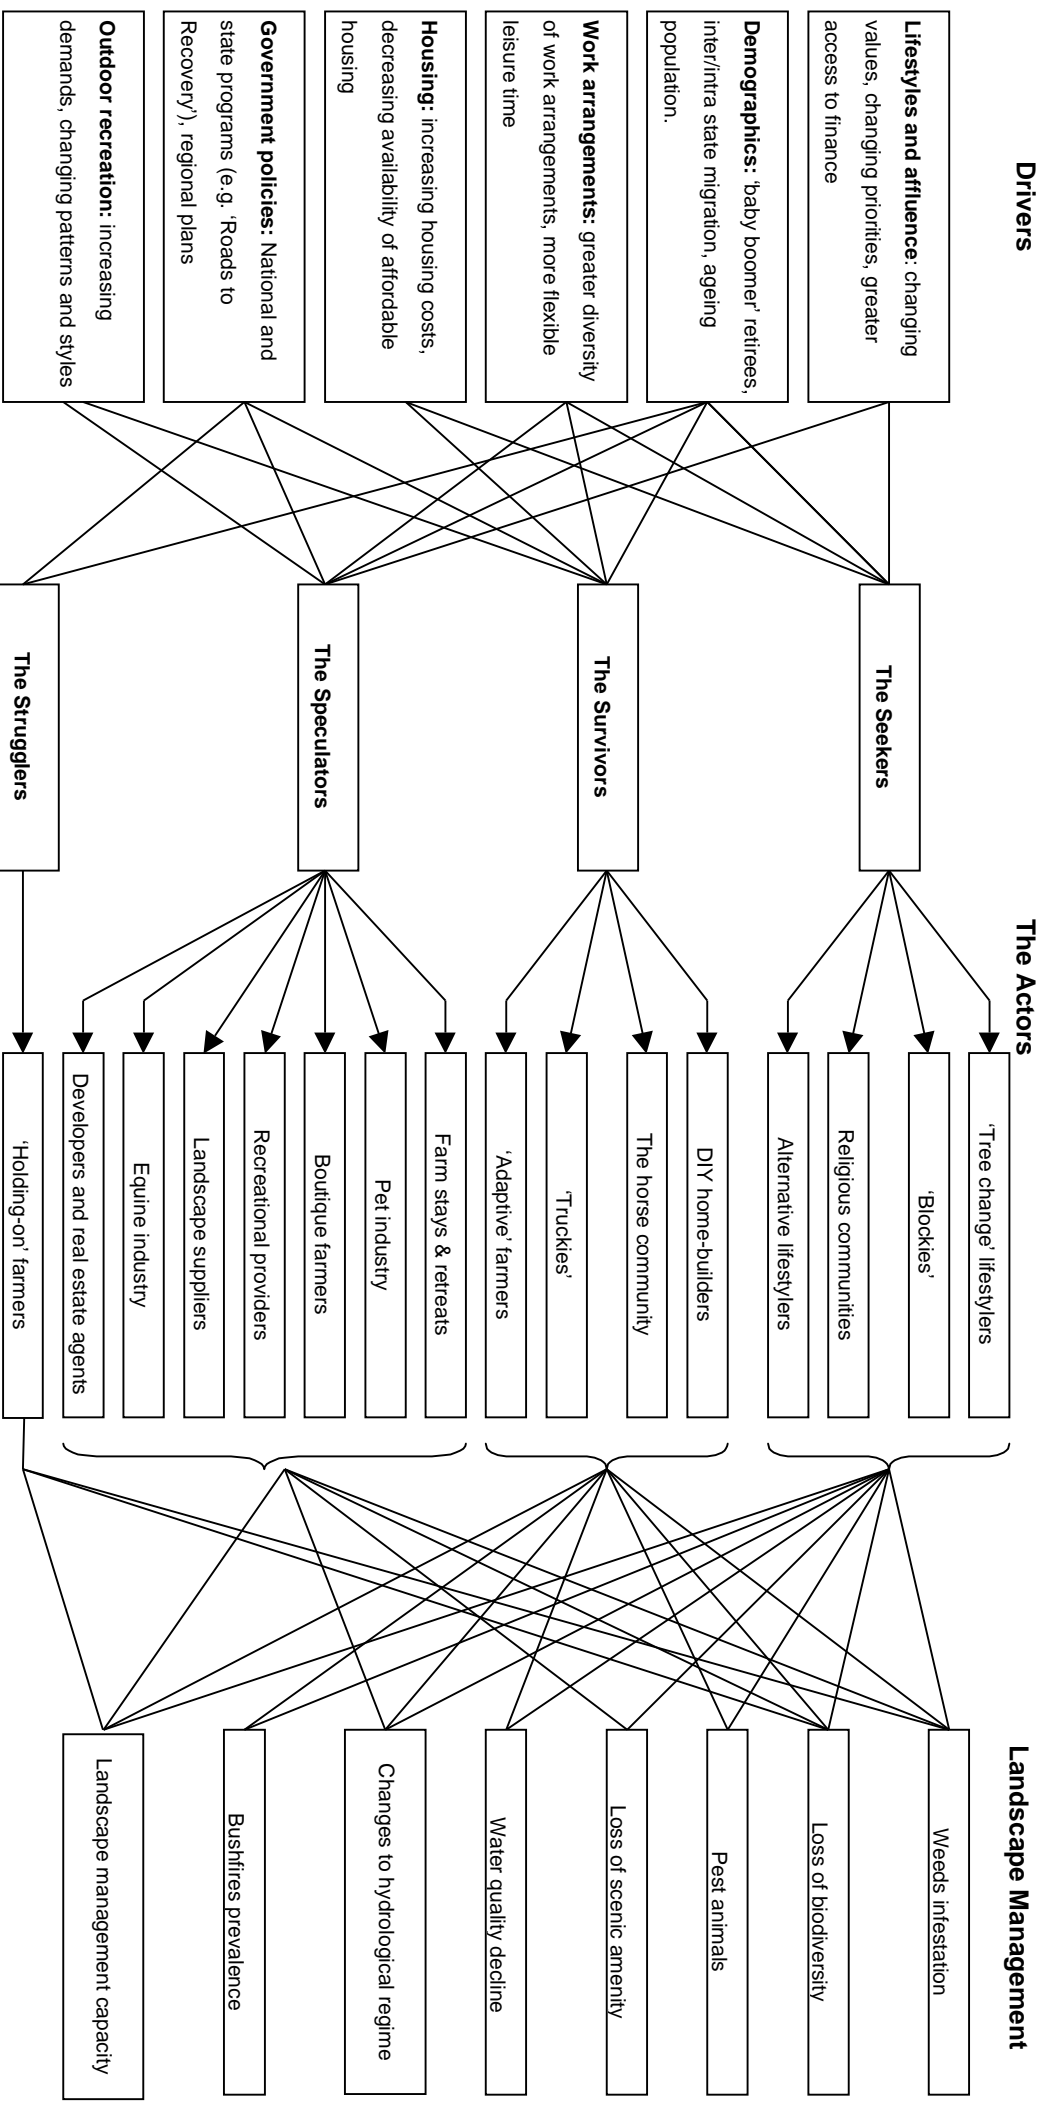 Drivers
The Actors
Landscape Management
Lifestyles and affluence: changing
values, changing priorities, greater
access to finance
Demographics: ‘baby boomer’ retirees,
inter/intra state migration, ageing
population.
Work arrangements: greater diversity
of work arrangements, more flexible
leisure time
Housing: increasing housing costs,
decreasing availability of affordable
housing
Government policies: National and
state programs (e.g. ‘Roads to
Recovery’), regional plans
Outdoor recreation: increasing
demands, changing patterns and styles
The Seekers
The Survivors
The Speculators
The Strugglers
‘Tree change’ lifestylers
‘Blockies’
Religious communities
Alternative lifestylers
DIY home-builders
The horse community
‘Truckies’
‘Adaptive’ farmers
Farm stays & retreats
Pet industry
Boutique farmers
Recreational providers
Landscape suppliers
Equine industry
Developers and real estate agents
‘Holding-on’ farmers
Weeds infestation
Loss of biodiversity
Pest animals
Loss of scenic amenity
Water quality decline
Changes to hydrological regime
Bushfires prevalence
Landscape management capacity